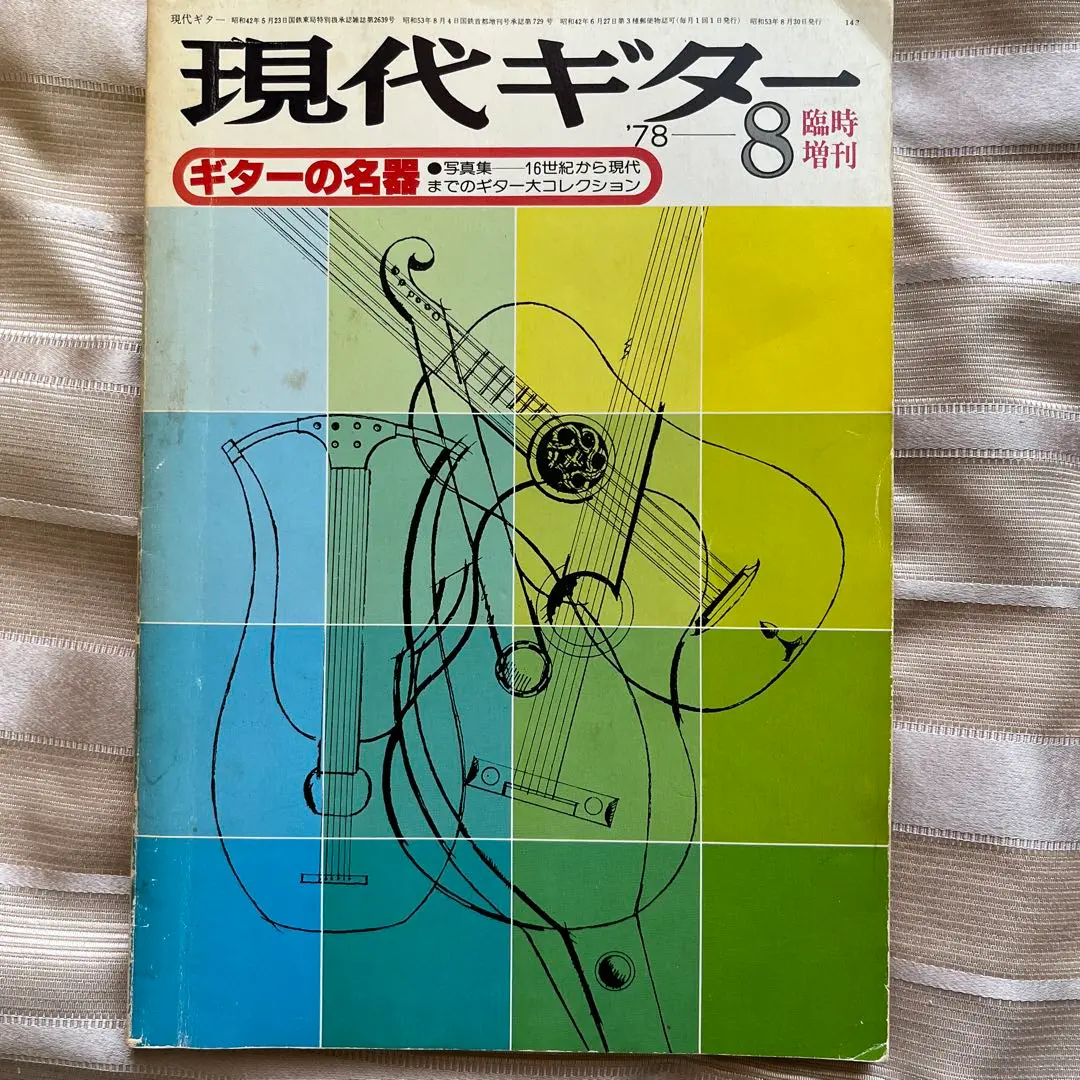 現代ギター 昭和42年5月23日国鉄東局特別扱承認雑誌第2639号 昭和53年8月4日国鉄首都増刊号承認第729号 昭和42年6月27日第3種郵便物認可(毎月1回1日発行) 昭和53年8月30日発行 142
現代ギター
'78—8
臨時
増刊
ギターの名器
●写真集——16世紀から現代
までのギター大コレクション